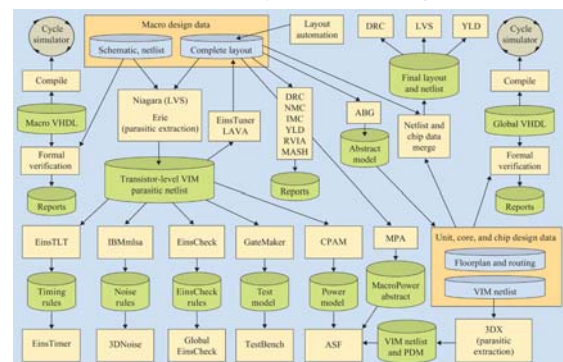 Macro design data
Schematic, netlist
Complete layout
Layout
automation
DRC
LVS
YLD
Cycle
simulator
Compile
Macro VHDL
Formal
verification
Reports
Niagara (LVS)
Erie
(parasitic extraction)
EinsTuner
LAVA
DRC
NMC
IMC
YLD
RVIA
MASH
Reports
ABG
Abstract
model
Final layout
and netlist
Netlist and
chip data
merge
Cycle
simulator
Compile
Global VHDL
Formal
verification
Reports
Transistor-level VIM
parasitic netlist
EinsTLT
IBMmlsa
EinsCheck
GateMaker
CPAM
MPA
Unit, core, and chip design data
Floorplan and routing
VIM netlist
Timing
rules
Noise
rules
EinsCheck
rules
Test
model
Power
model
MacroPower
abstract
EinsTimer
3DNoise
Global
EinsCheck
TestBench
ASF
VIM netlist
and PDM
3DX
(parasitic
extraction)